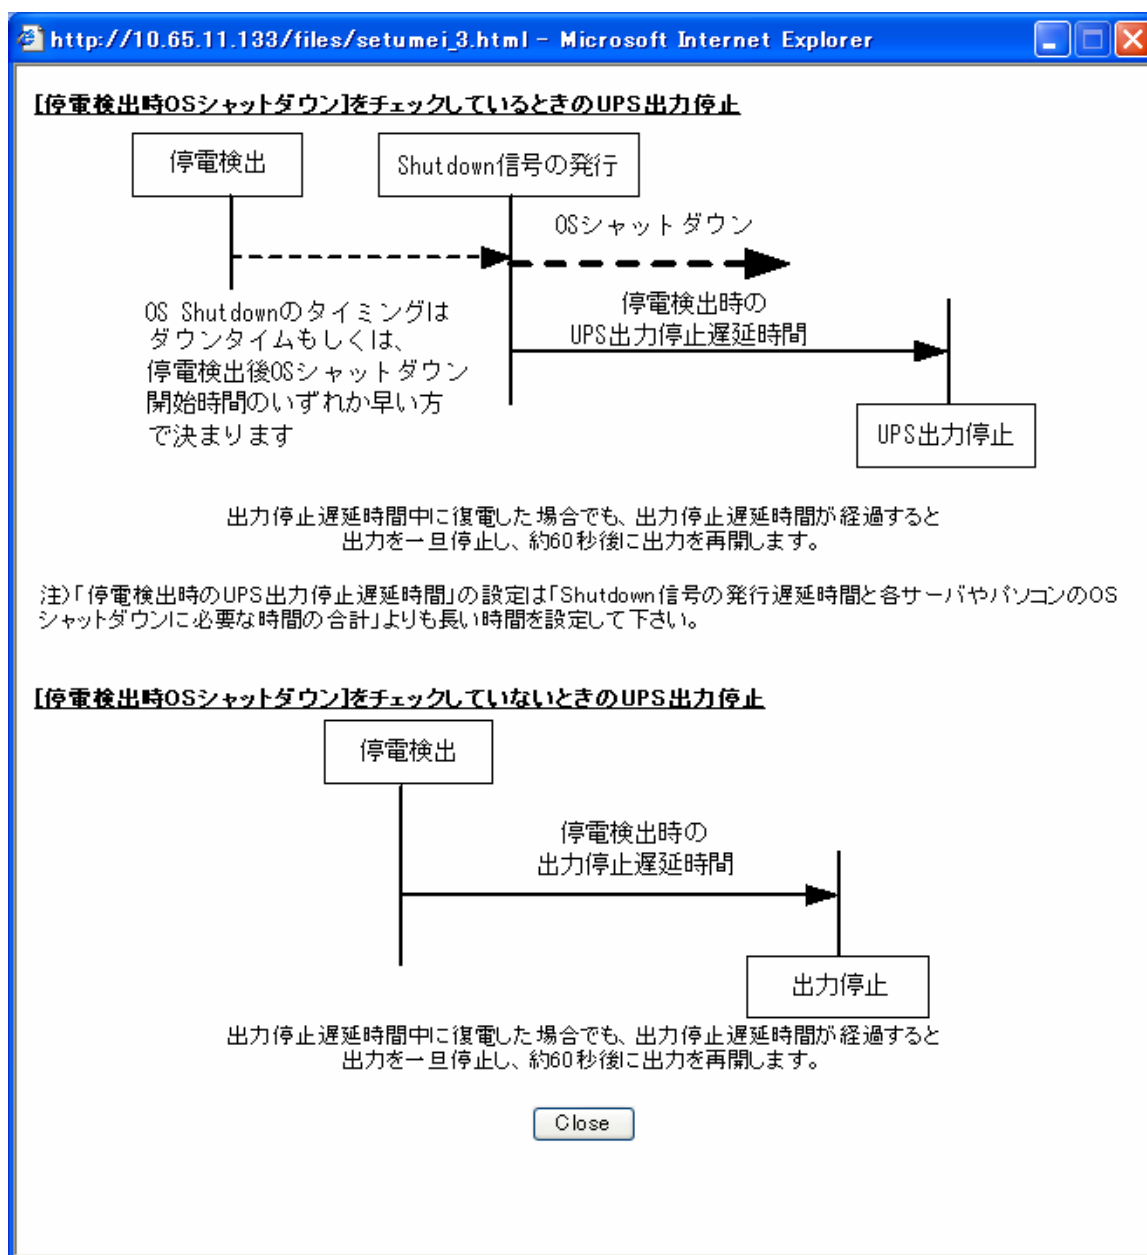 http://10.65.11.133/files/setumei_3.html - Microsoft Internet Explorer
[停電検出時OSシャットダウン]をチェックしているときのUPS出力停止
停電検出
Shutdown信号の発行
OSシャットダウン
OS Shutdownのタイミングは
ダウンタイムもしくは、
停電検出後OSシャットダウン
開始時間のいずれか早い方
で決まります
停電検出時の
UPS出力停止遅延時間
UPS出力停止
出力停止遅延時間中に復電した場合でも、出力停止遅延時間が経過すると
出力を一旦停止し、約60秒後に出力を再開します。
注)「停電検出時のUPS出力停止遅延時間」の設定は「Shutdown信号の発行遅延時間と各サーバやパソコンのOS
シャットダウンに必要な時間の合計」よりも長い時間を設定して下さい。
[停電検出時OSシャットダウン]をチェックしていないときのUPS出力停止
停電検出
停電検出時の
出力停止遅延時間
出力停止
出力停止遅延時間中に復電した場合でも、出力停止遅延時間が経過すると
出力を一旦停止し、約60秒後に出力を再開します。
Close